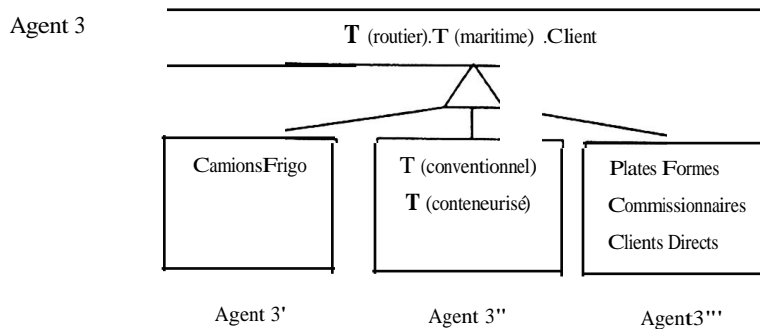 Agent 3
T (routier).T (maritime) .Client
CamionsFrigo
T (conventionnel)
T (conteneurisé)
Plates Formes
Commissionnaires
Clients Directs
Agent 3'
Agent 3''
Agent3'''